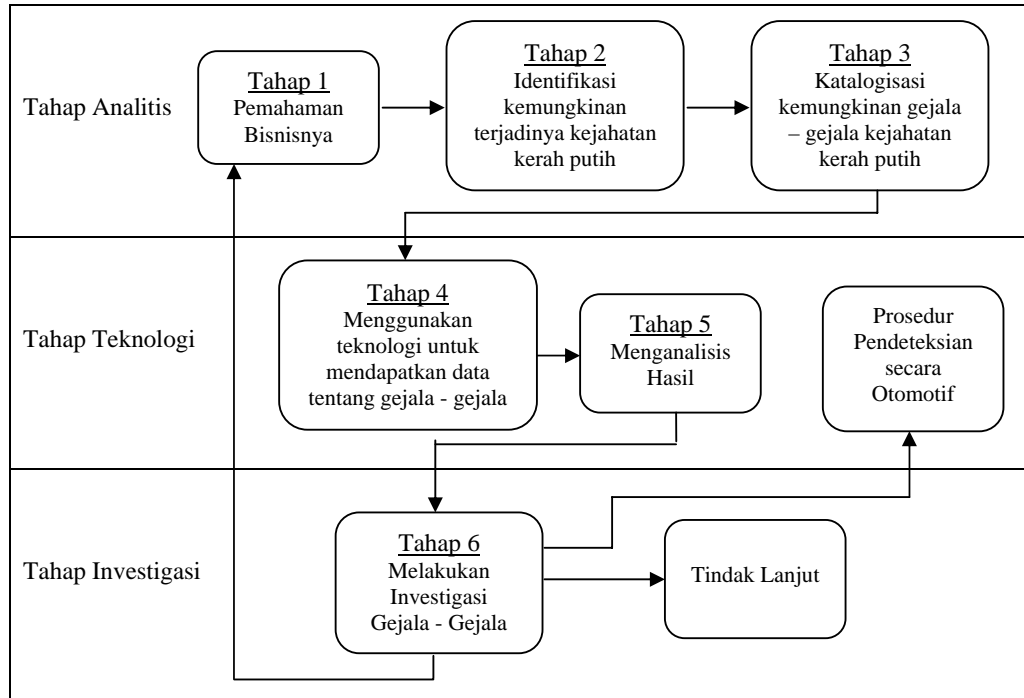 Tahap Analitis
Tahap 1
Pemahaman
Bisnisnya
Tahap 2
Identifikasi
kemungkinan
terjadinya kejahatan
kerah putih
Tahap 3
Katalogisasi
kemungkinan gejala
– gejala kejahatan
kerah putih
Tahap Teknologi
Tahap 4
Menggunakan
teknologi untuk
mendapatkan data
tentang gejala - gejala
Tahap 5
Menganalisis
Hasil
Prosedur
Pendeteksian
secara
Otomotif
Tahap Investigasi
Tahap 6
Melakukan
Investigasi
Gejala - Gejala
Tindak Lanjut